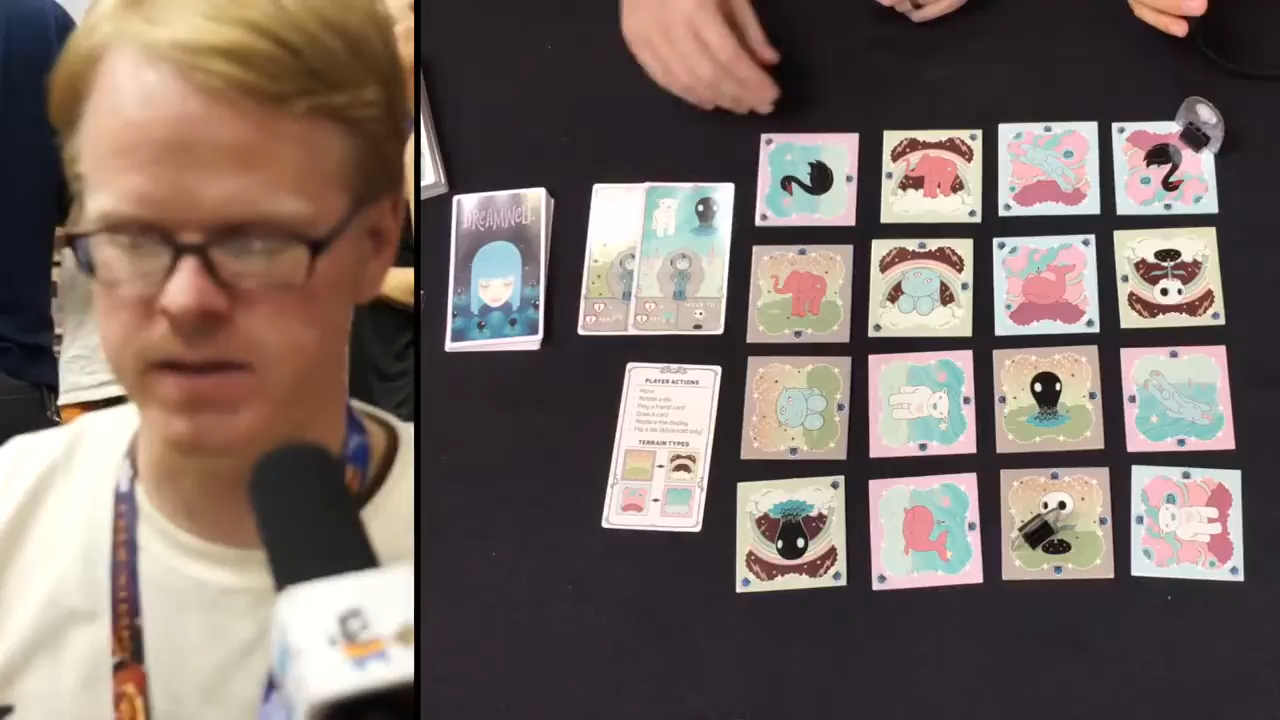 DREAMWELL
MOVE TO
PLAYER ACTIONS
- Move
- Rotate a tile
- Play a friend card
- Draw a card
- Replace the display
- Flip a tile (Advanced only)
TERRAIN TYPES